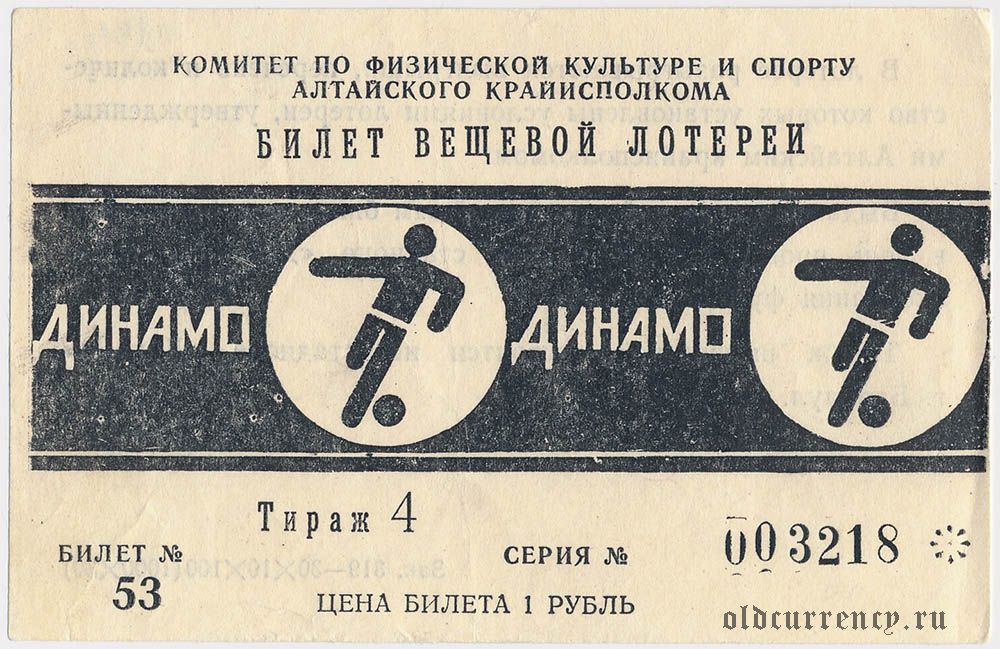 КОМИТЕТ ПО ФИЗИЧЕСКОЙ КУЛЬТУРЕ И СПОРТУ
АЛТАЙСКОГО КРАЙИСПОЛКОМА
БИЛЕТ ВЕЩЕВОЙ ЛОТЕРЕИ
ДИНАМО ДИНАМО
Тираж 4
БИЛЕТ № СЕРИЯ № 003218
53
ЦЕНА БИЛЕТА 1 РУБЛЬ
oldcurrency.ru